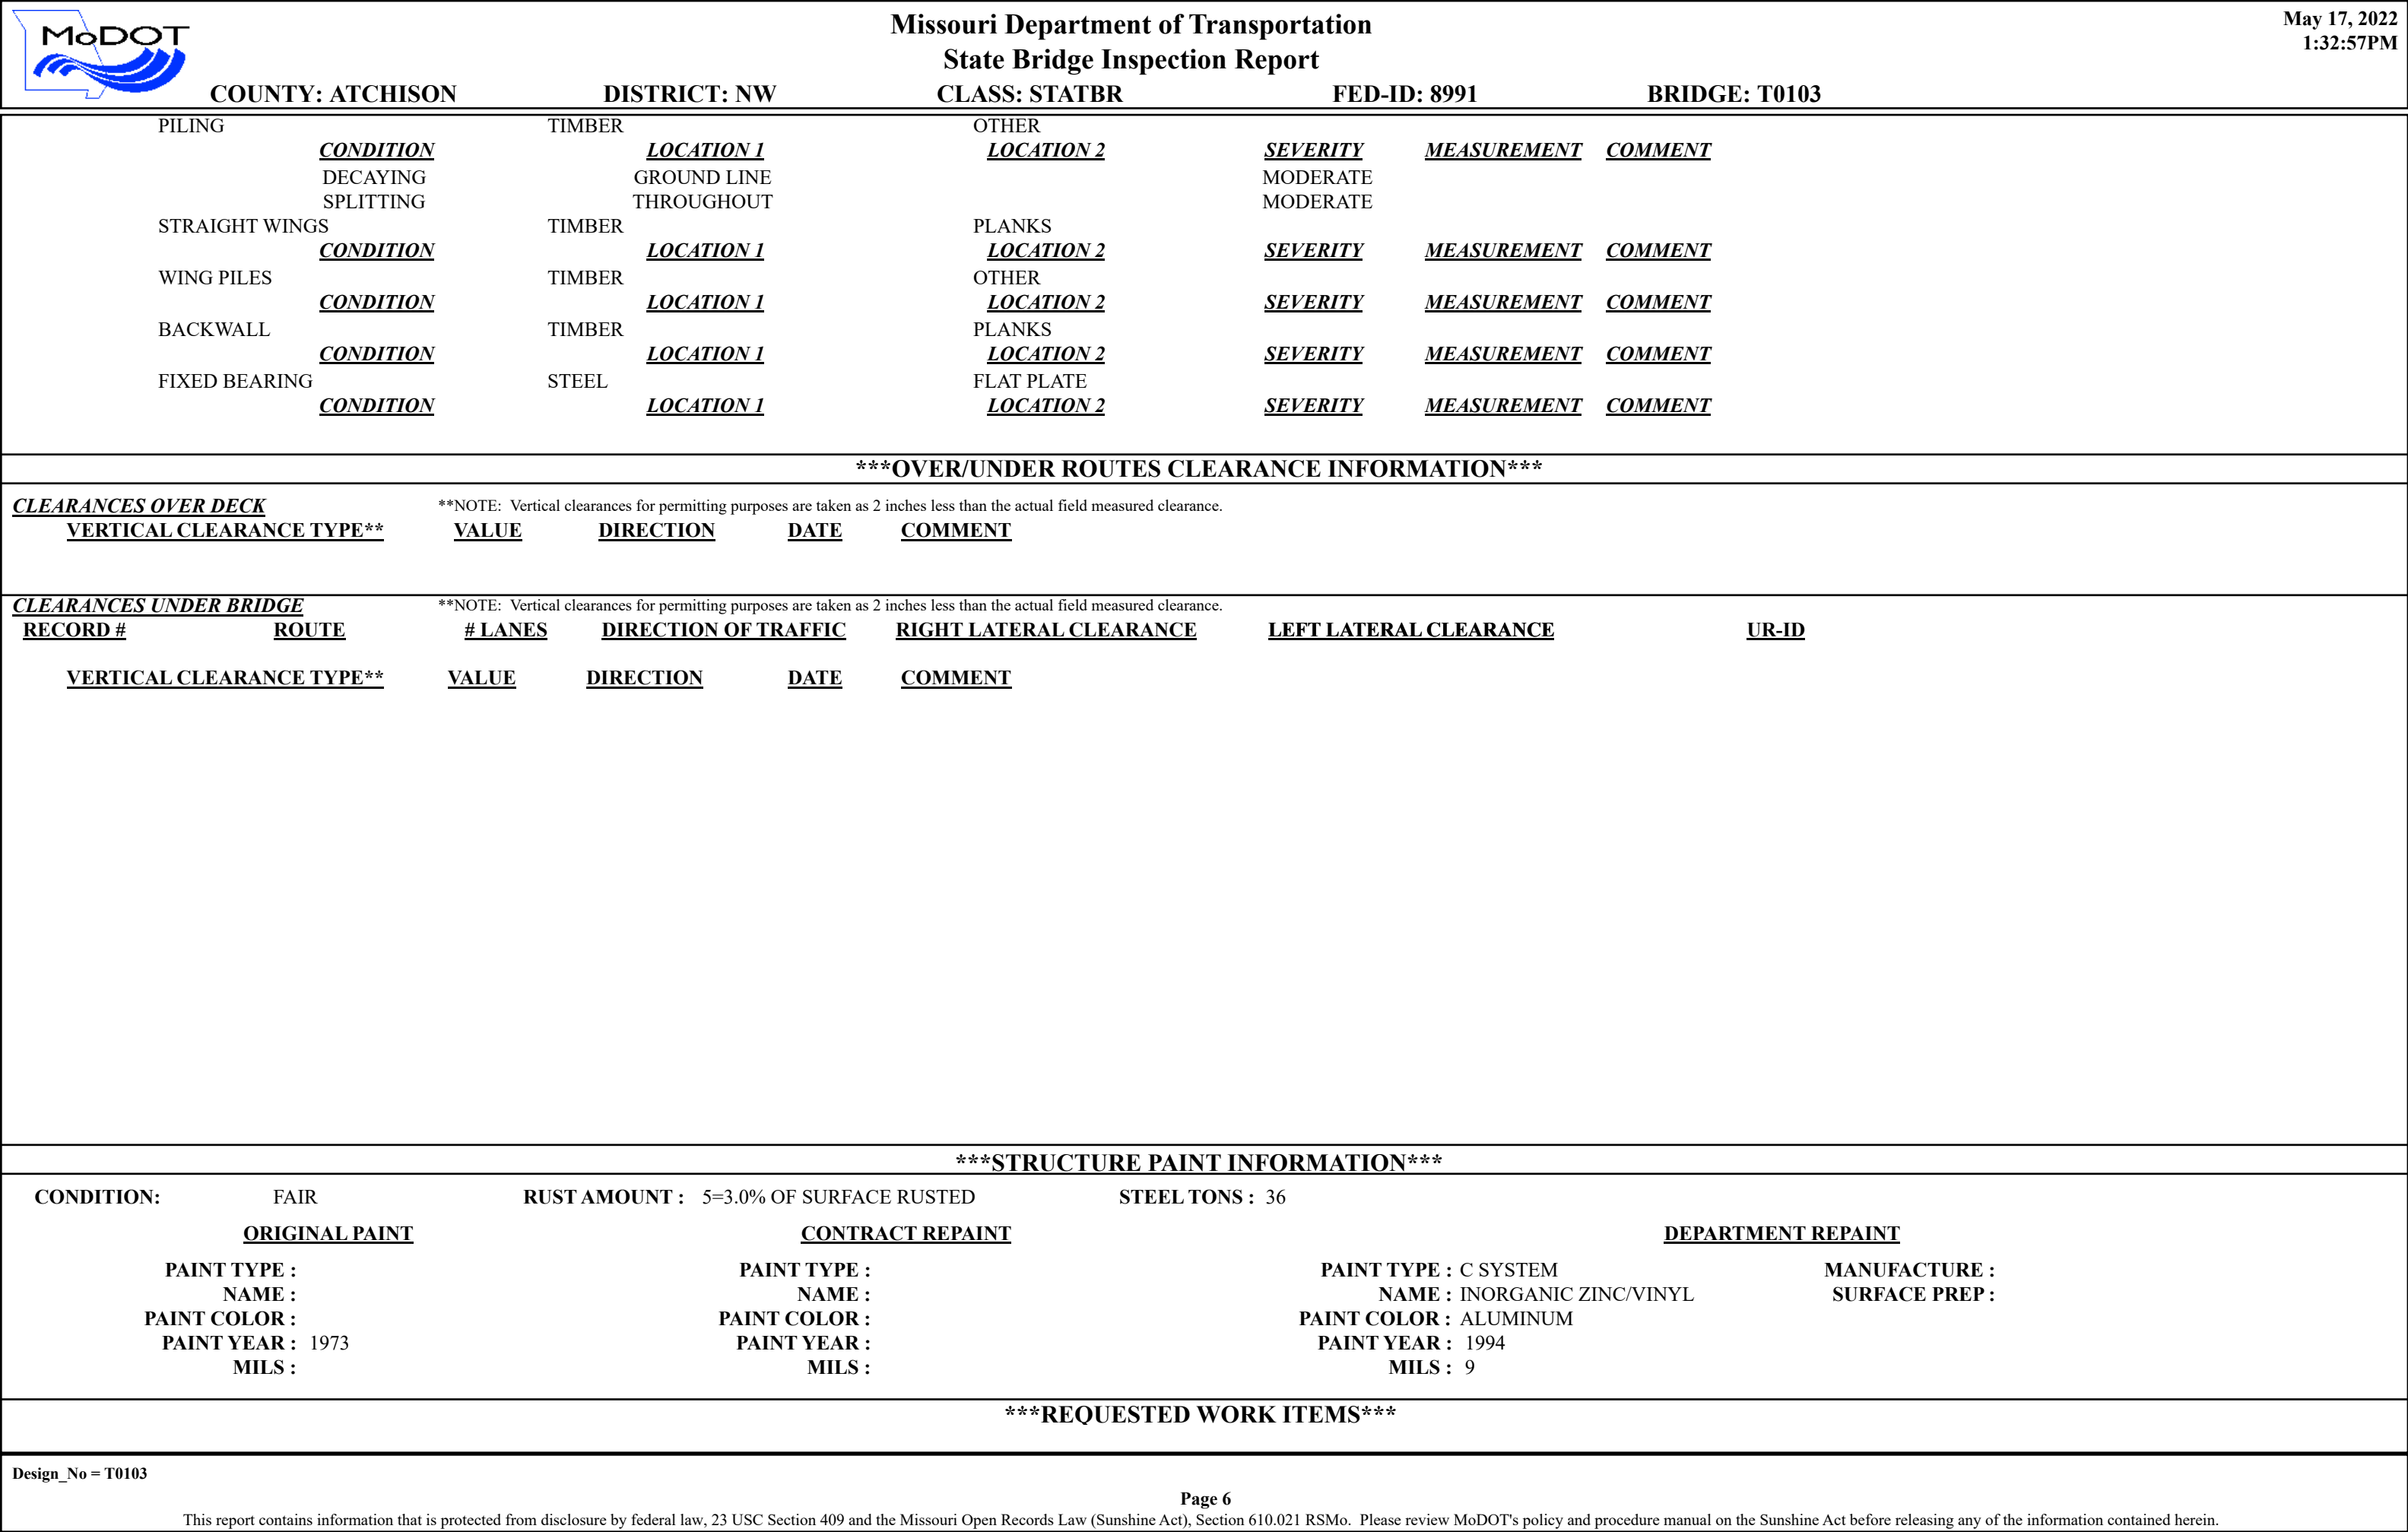 MoDOT
Missouri Department of Transportation
State Bridge Inspection Report
May 17, 2022
1:32:57PM
COUNTY: ATCHISON DISTRICT: NW CLASS: STATBR FED-ID: 8991 BRIDGE: T0103
PILING TIMBER OTHER
CONDITION LOCATION 1 LOCATION 2 SEVERITY MEASUREMENT COMMENT
DECAYING GROUND LINE MODERATE
SPLITTING THROUGHOUT MODERATE
STRAIGHT WINGS TIMBER PLANKS
CONDITION LOCATION 1 LOCATION 2 SEVERITY MEASUREMENT COMMENT
WING PILES TIMBER OTHER
CONDITION LOCATION 1 LOCATION 2 SEVERITY MEASUREMENT COMMENT
BACKWALL TIMBER PLANKS
CONDITION LOCATION 1 LOCATION 2 SEVERITY MEASUREMENT COMMENT
FIXED BEARING STEEL FLAT PLATE
CONDITION LOCATION 1 LOCATION 2 SEVERITY MEASUREMENT COMMENT
***OVER/UNDER ROUTES CLEARANCE INFORMATION***
CLEARANCES OVER DECK **NOTE: Vertical clearances for permitting purposes are taken as 2 inches less than the actual field measured clearance.
VERTICAL CLEARANCE TYPE** VALUE DIRECTION DATE COMMENT
CLEARANCES UNDER BRIDGE **NOTE: Vertical clearances for permitting purposes are taken as 2 inches less than the actual field measured clearance.
RECORD # ROUTE # LANES DIRECTION OF TRAFFIC RIGHT LATERAL CLEARANCE LEFT LATERAL CLEARANCE UR-ID
VERTICAL CLEARANCE TYPE** VALUE DIRECTION DATE COMMENT
***STRUCTURE PAINT INFORMATION***
CONDITION: FAIR RUST AMOUNT : 5=3.0% OF SURFACE RUSTED STEEL TONS : 36
ORIGINAL PAINT CONTRACT REPAINT DEPARTMENT REPAINT
PAINT TYPE : PAINT TYPE : PAINT TYPE : C SYSTEM MANUFACTURE :
NAME : NAME : NAME : INORGANIC ZINC/VINYL SURFACE PREP :
PAINT COLOR : PAINT COLOR : PAINT COLOR : ALUMINUM
PAINT YEAR : 1973 PAINT YEAR : PAINT YEAR : 1994
MILS : MILS : MILS : 9
***REQUESTED WORK ITEMS***
Design_No = T0103
Page 6
This report contains information that is protected from disclosure by federal law, 23 USC Section 409 and the Missouri Open Records Law (Sunshine Act), Section 610.021 RSMo. Please review MoDOT's policy and procedure manual on the Sunshine Act before releasing any of the information contained herein.